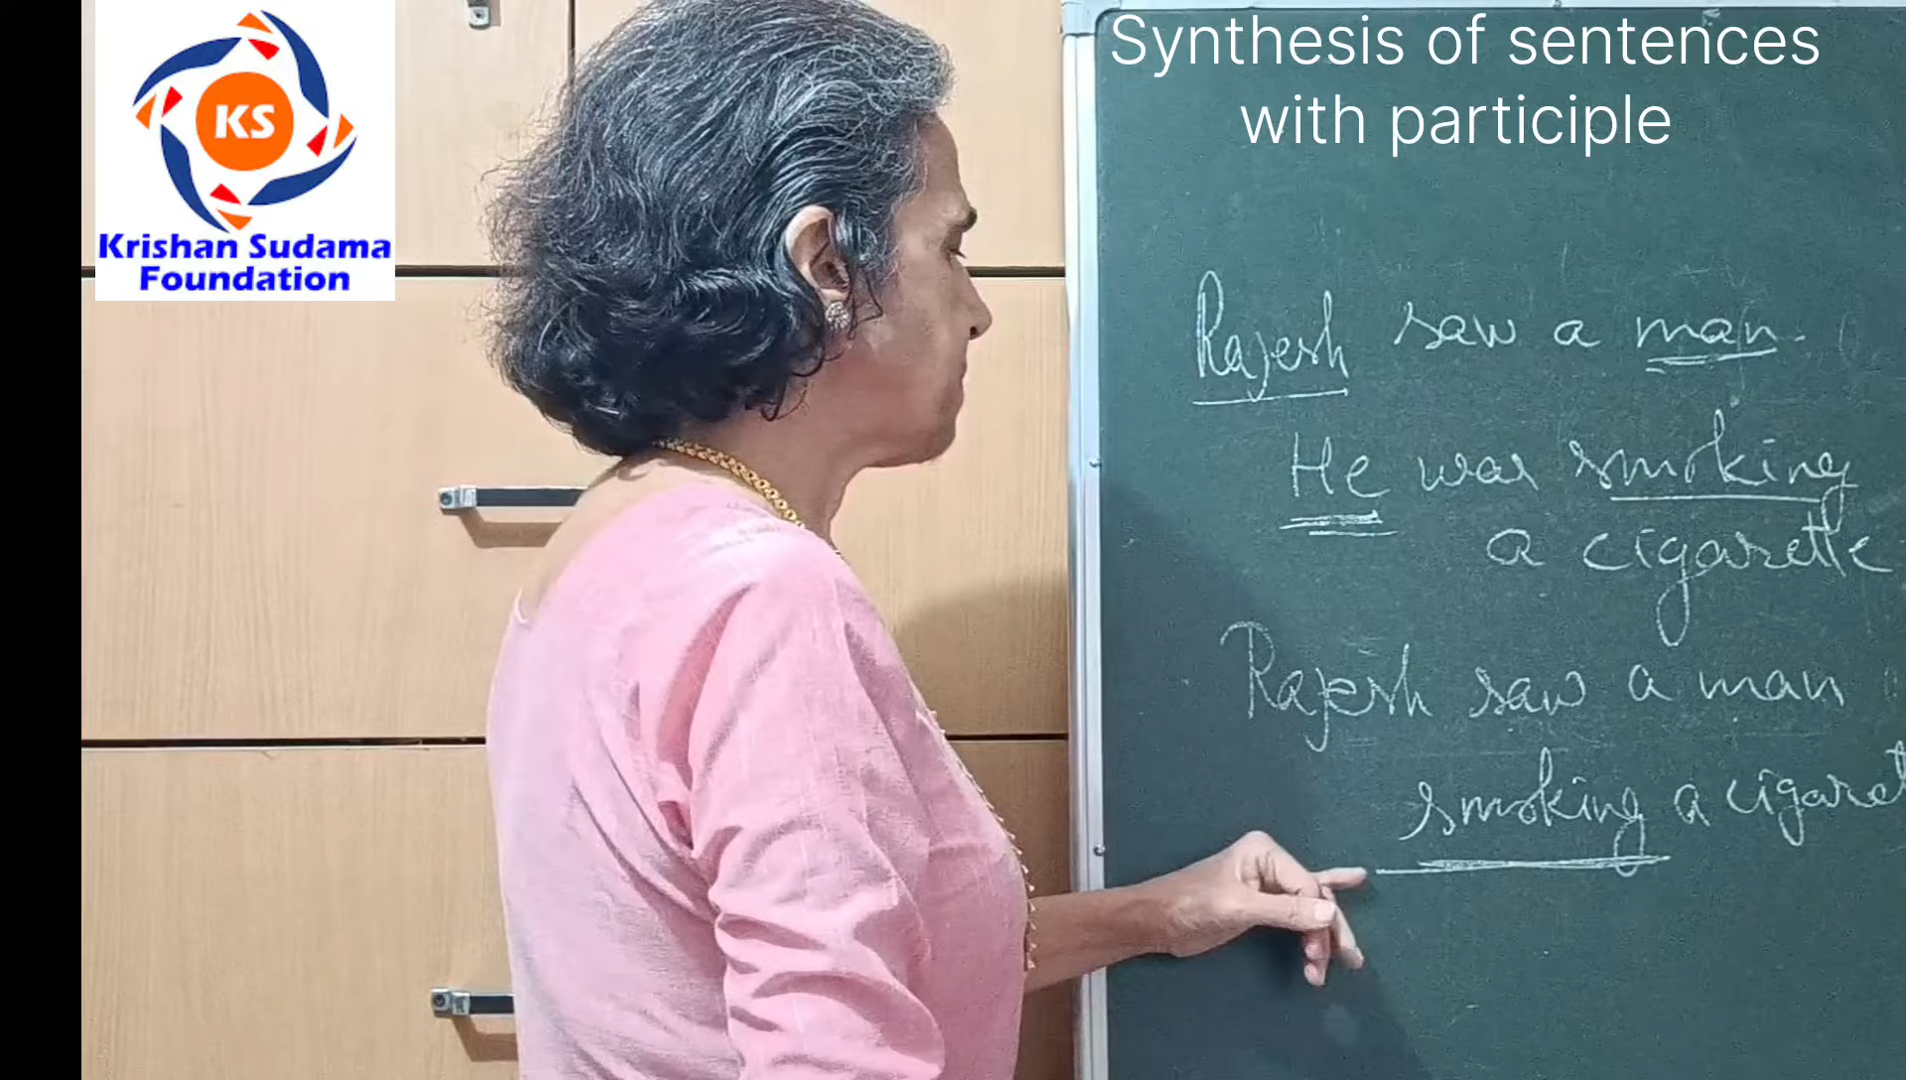 KS
Krishan Sudama
Foundation
Synthesis of sentences
with participle
Rajesh saw a man.
He was smoking
a cigarette
Rajesh saw a man
smoking a cigaret